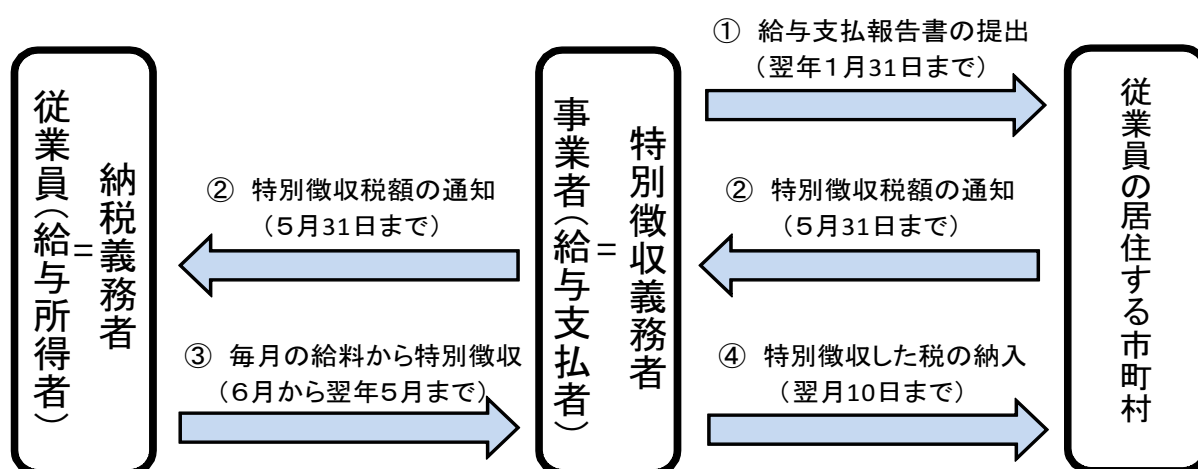 従業員（給与所得者）
＝
納税義務者
② 特別徴収税額の通知
（５月31日まで）
③ 毎月の給料から特別徴収
（６月から翌年５月まで）
事業者（給与支払者）
＝
特別徴収義務者
① 給与支払報告書の提出
（翌年１月31日まで）
② 特別徴収税額の通知
（５月31日まで）
④ 特別徴収した税の納入
（翌月10日まで）
従業員の居住する市町村